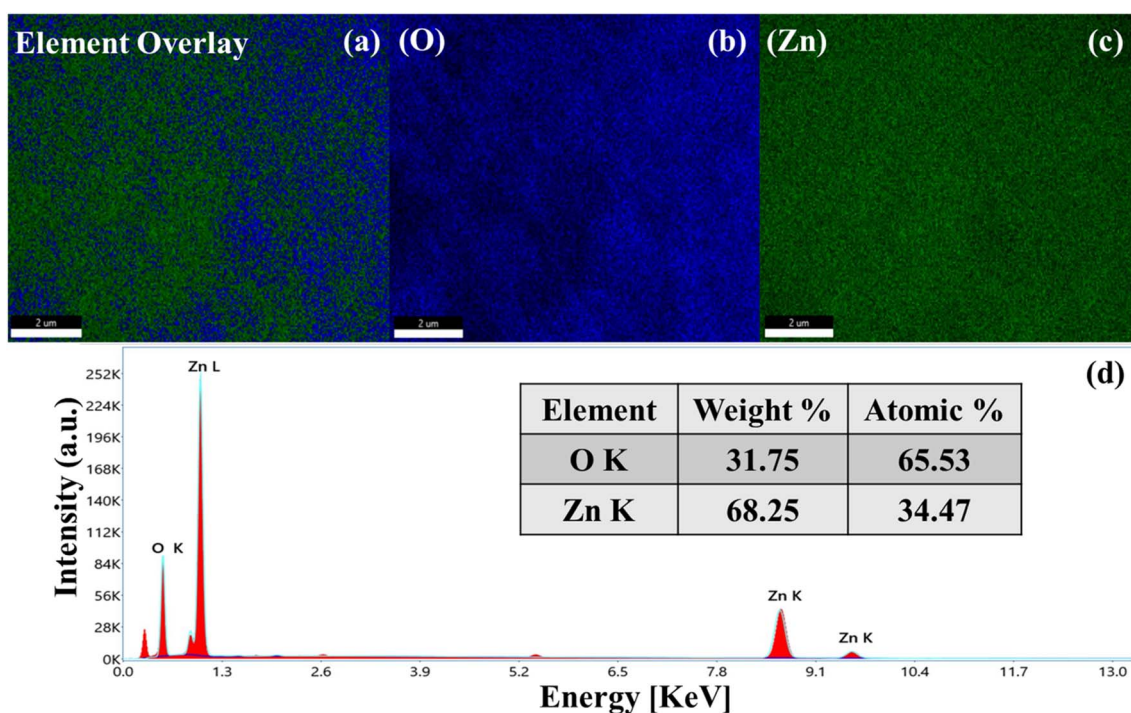 Element Overlay (a)
(O) (b)
(Zn) (c)
2 um
2 um
2 um
(d)
Zn L
O K
Zn K
Zn K
252K
224K
196K
168K
140K
112K
84K
56K
28K
0K
Intensity (a.u.)
Element Weight % Atomic %
O K 31.75 65.53
Zn K 68.25 34.47
0.0 1.3 2.6 3.9 5.2 6.5 7.8 9.1 10.4 11.7 13.0
Energy [KeV]